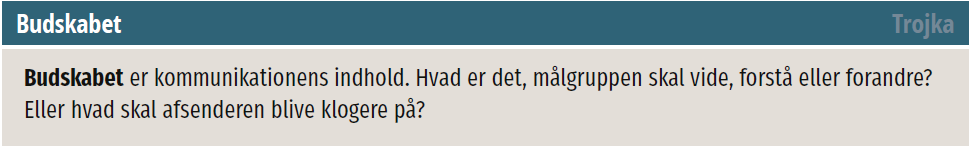 Budskabet Trojka
Budskabet er kommunikationens indhold. Hvad er det, målgruppen skal vide, forstå eller forandre?
Eller hvad skal afsenderen blive klogere på?